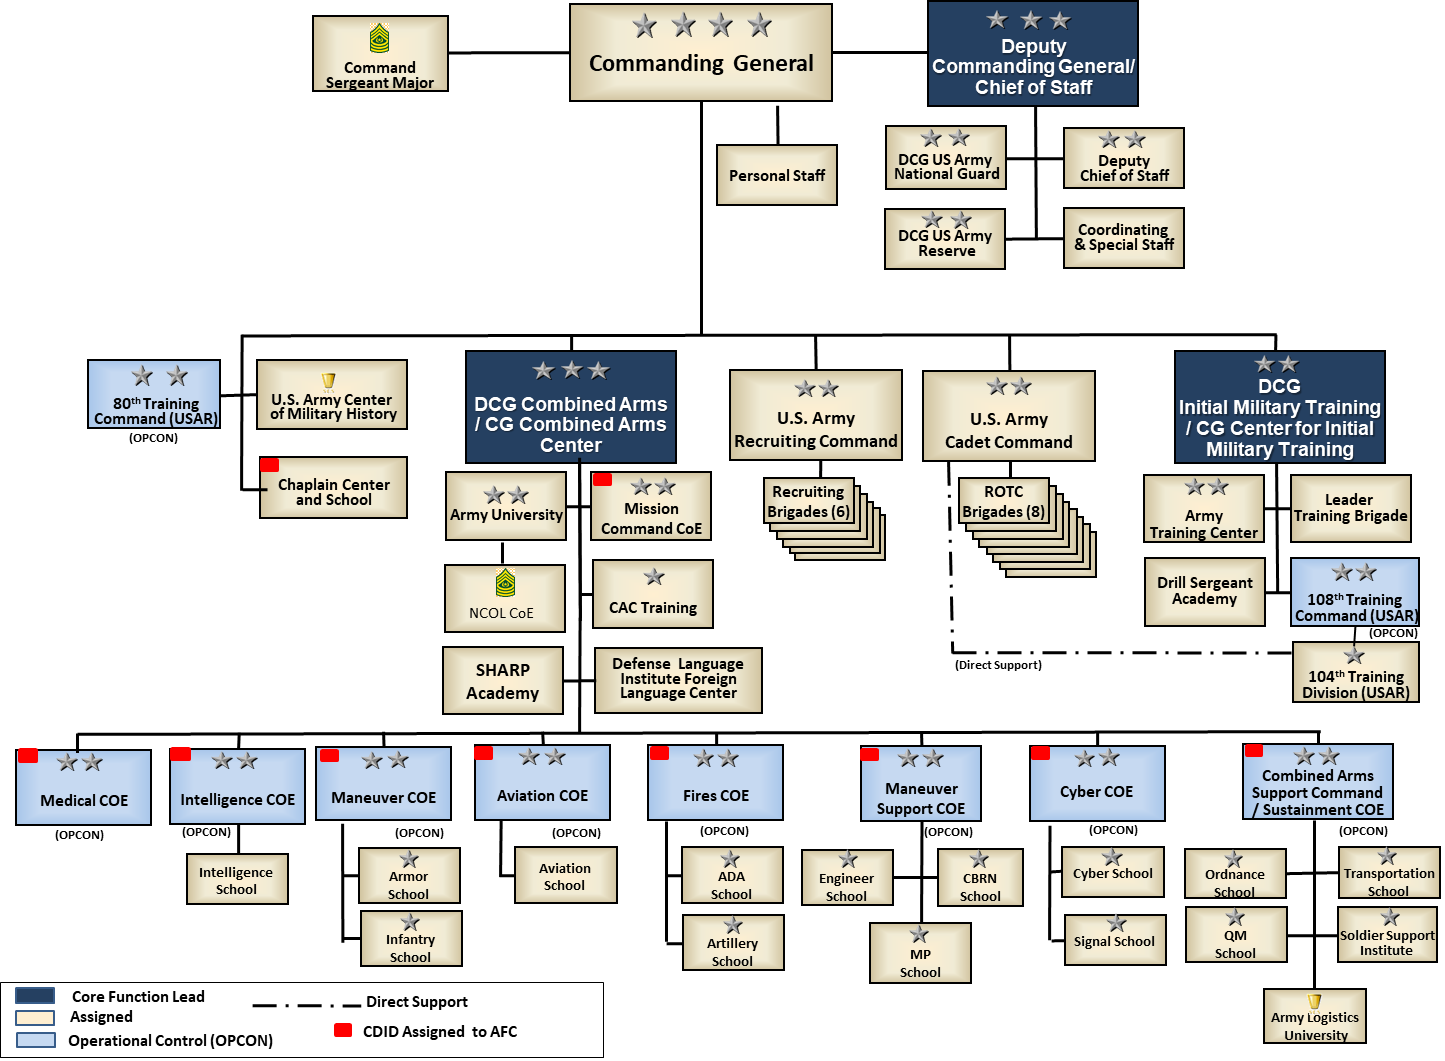 Command
Sergeant Major
Commanding General
Deputy
Commanding General/
Chief of Staff
Personal Staff
DCG US Army
National Guard
Deputy
Chief of Staff
DCG US Army
Reserve
Coordinating
& Special Staff
80th Training
Command (USAR)
(OPCON)
U.S. Army Center
of Military History
Chaplain Center
and School
DCG Combined Arms
/ CG Combined Arms
Center
U.S. Army
Recruiting Command
U.S. Army
Cadet Command
DCG
Initial Military Training
/ CG Center for Initial
Military Training
Army University
Mission
Command CoE
Recruiting
Brigades (6)
ROTC
Brigades (8)
Army
Training Center
Leader
Training Brigade
NCOL CoE
CAC Training
Drill Sergeant
Academy
108th Training
Command (USAR)
(OPCON)
SHARP
Academy
Defense Language
Institute Foreign
Language Center
(Direct Support)
104th Training
Division (USAR)
Medical COE
(OPCON)
Intelligence COE
(OPCON)
Maneuver COE
(OPCON)
Aviation COE
(OPCON)
Fires COE
(OPCON)
Maneuver
Support COE
(OPCON)
Cyber COE
(OPCON)
Combined Arms
Support Command
/ Sustainment COE
(OPCON)
Intelligence
School
Armor
School
Infantry
School
Aviation
School
ADA
School
Artillery
School
Engineer
School
CBRN
School
MP
School
Cyber School
Signal School
Ordnance
School
Transportation
School
QM
School
Soldier Support
Institute
Army Logistics
University
Core Function Lead
Assigned
Operational Control (OPCON)
Direct Support
CDID Assigned to AFC